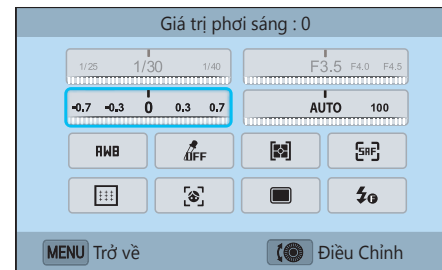 Giá trị phơi sáng : 0
1/25 1/30 1/40 F3.5 F4.0 F4.5
-0.7 -0.3 0 0.3 0.7 AUTO 100
AWB OFF SAF
MENU Trở về Điều Chỉnh